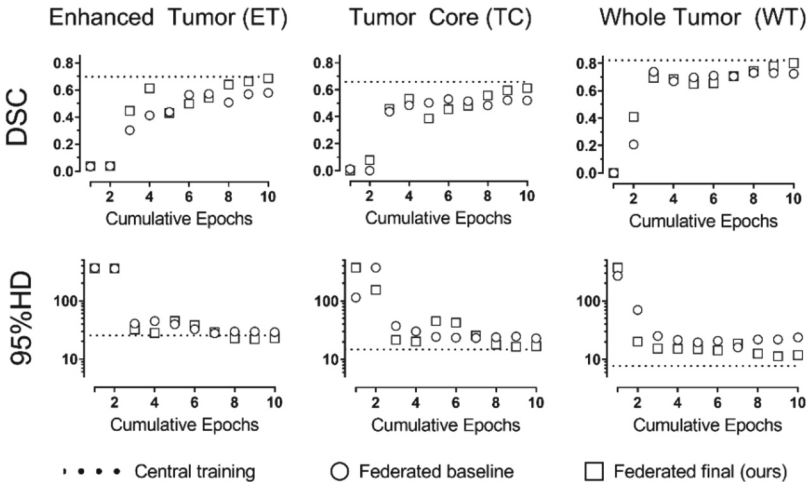 Enhanced Tumor (ET) Tumor Core (TC) Whole Tumor (WT)
DSC
0.8 0.6 0.4 0.2 0.0
2 4 6 8 10
Cumulative Epochs
0.8 0.6 0.4 0.2 0.0
2 4 6 8 10
Cumulative Epochs
0.8 0.6 0.4 0.2 0.0
2 4 6 8 10
Cumulative Epochs
95%HD
100 10
2 4 6 8 10
Cumulative Epochs
100 10
2 4 6 8 10
Cumulative Epochs
100 10
2 4 6 8 10
Cumulative Epochs
Central training Federated baseline Federated final (ours)